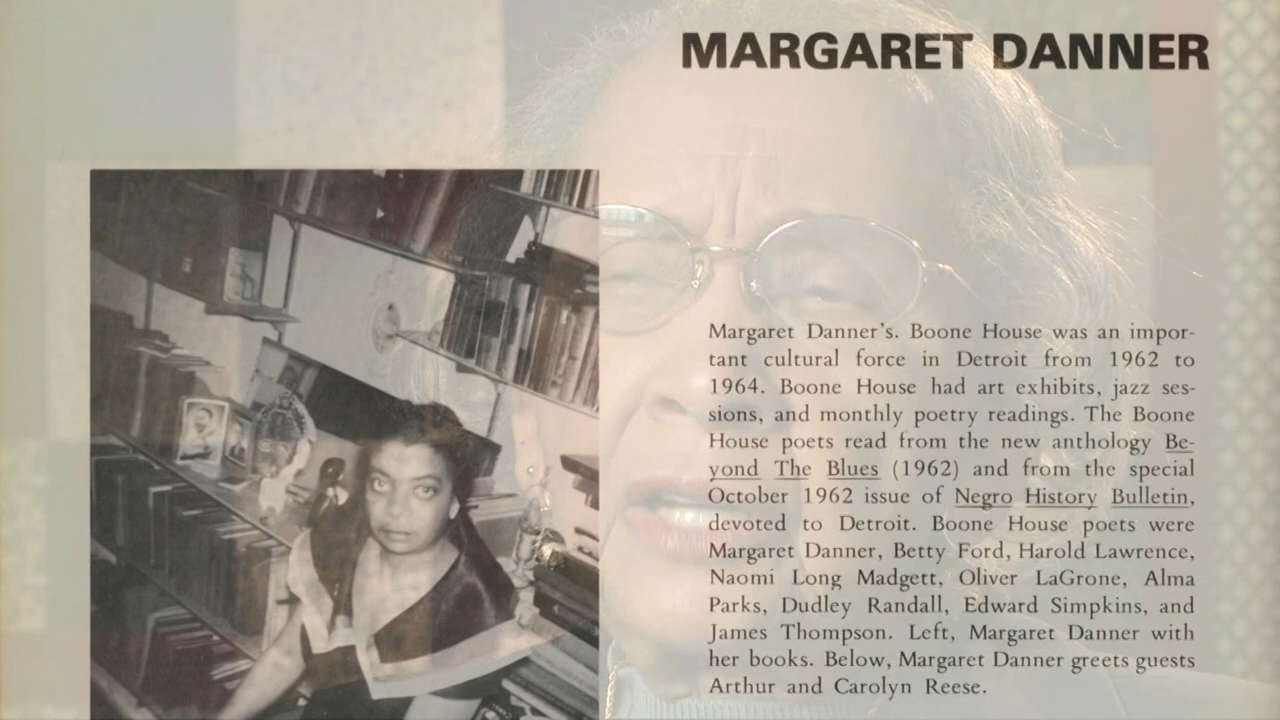 MARGARET DANNER
Margaret Danner's. Boone House was an impor-
tant cultural force in Detroit from 1962 to
1964. Boone House had art exhibits, jazz ses-
sions, and monthly poetry readings. The Boone
House poets read from the new anthology Be-
yond The Blues (1962) and from the special
October 1962 issue of Negro History Bulletin,
devoted to Detroit. Boone House poets were
Margaret Danner, Betty Ford, Harold Lawrence,
Naomi Long Madgett, Oliver LaGrone, Alma
Parks, Dudley Randall, Edward Simpkins, and
James Thompson. Left, Margaret Danner with
her books. Below, Margaret Danner greets guests
Arthur and Carolyn Reese.